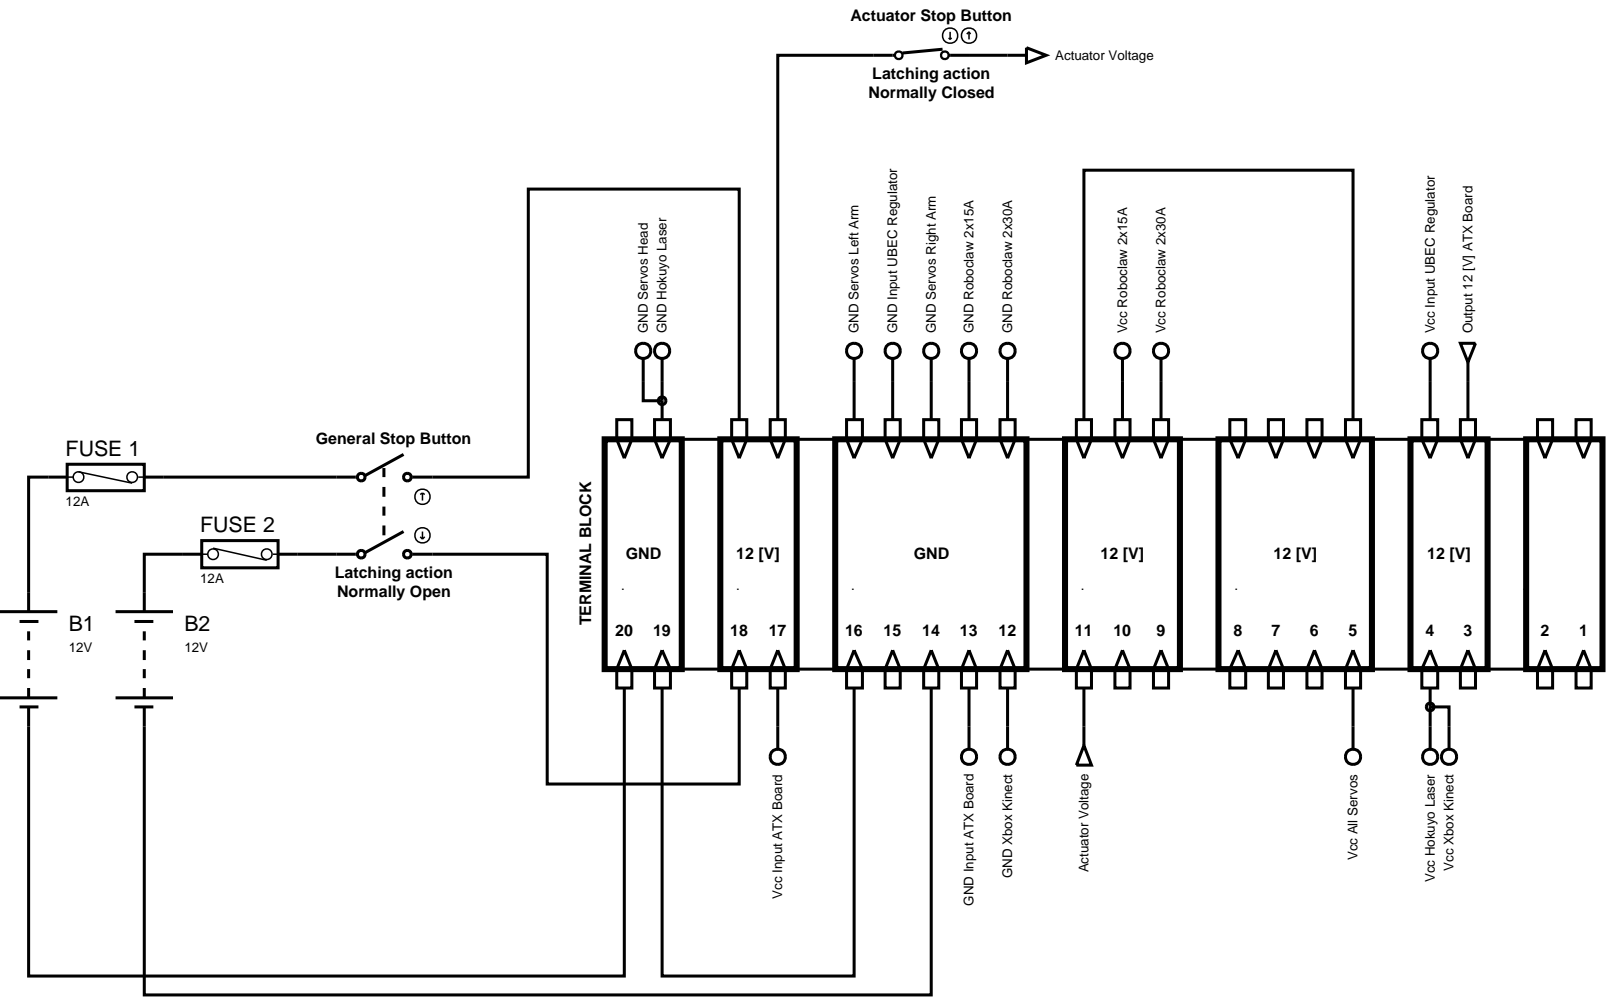 Actuator Stop Button
Actuator Voltage
Latching action
Normally Closed
GND Servos Head
GND Hokuyo Laser
GND Servos Left Arm
GND Input UBEC Regulator
GND Servos Right Arm
GND Roboclaw 2x15A
GND Roboclaw 2x30A
Vcc Roboclaw 2x15A
Vcc Roboclaw 2x30A
Vcc Input UBEC Regulator
Output 12 [V] ATX Board
FUSE 1
12A
General Stop Button
FUSE 2
12A
Latching action
Normally Open
B1
12V
B2
12V
TERMINAL BLOCK
GND
12 [V]
GND
12 [V]
12 [V]
12 [V]
20 19 18 17 16 15 14 13 12 11 10 9 8 7 6 5 4 3 2 1
Vcc Input ATX Board
GND Input ATX Board
GND Xbox Kinect
Actuator Voltage
Vcc All Servos
Vcc Hokuyo Laser
Vcc Xbox Kinect